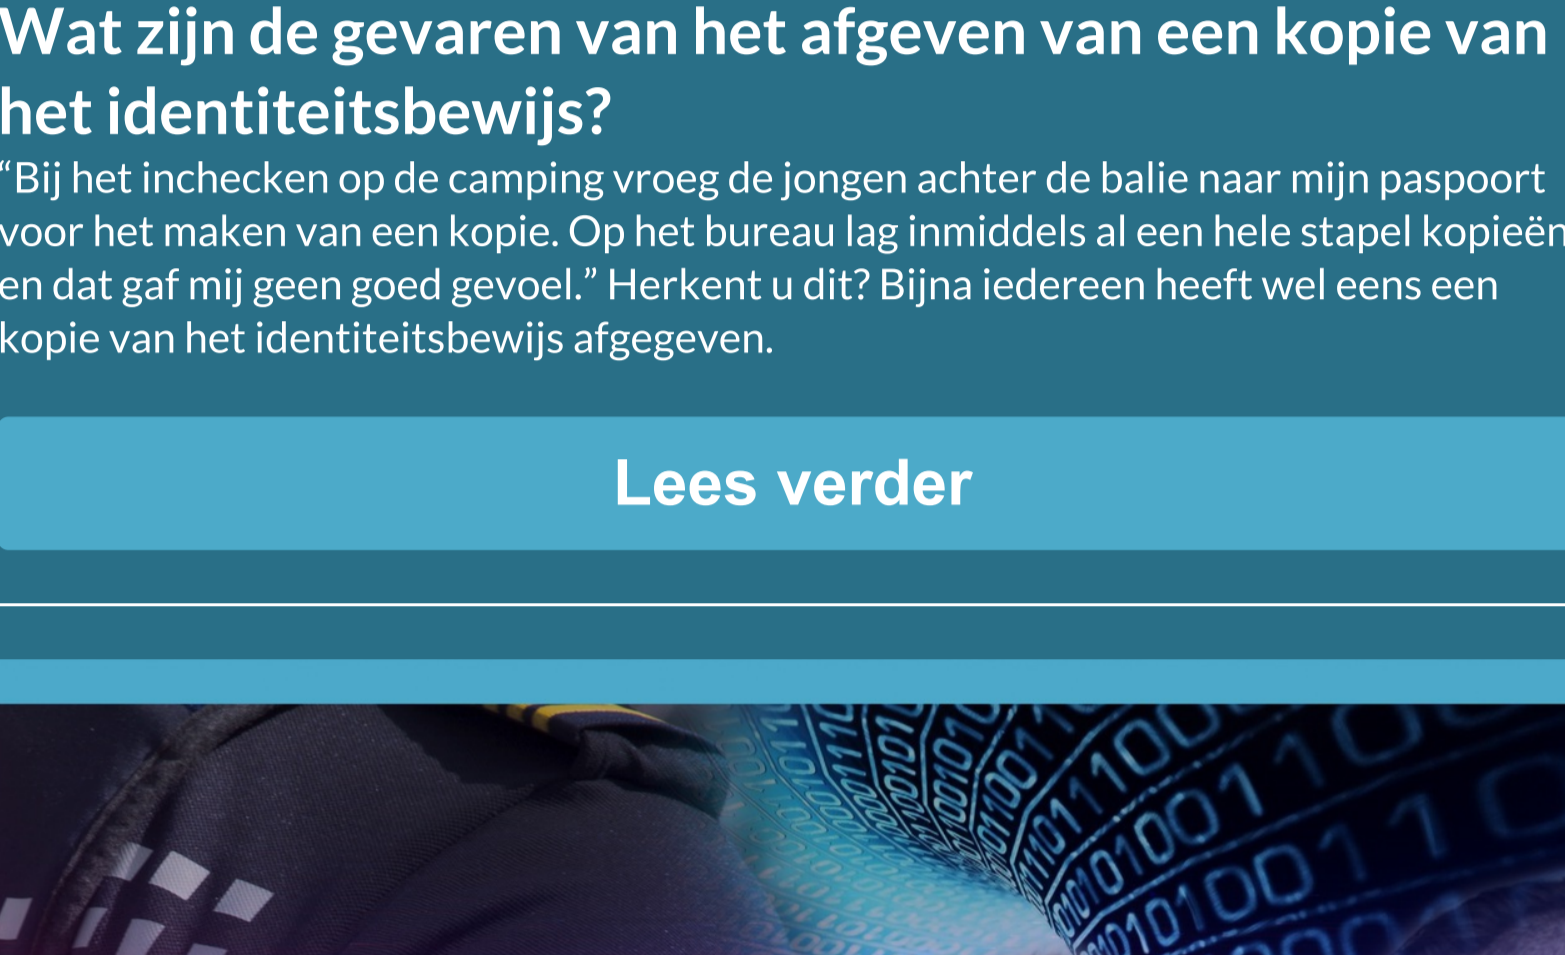 Wat zijn de gevaren van het afgeven van een kopie van
het identiteitsbewijs?
“Bij het inchecken op de camping vroeg de jongen achter de balie naar mijn paspoort
voor het maken van een kopie. Op het bureau lag inmiddels al een hele stapel kopieën
en dat gaf mij geen goed gevoel.” Herkent u dit? Bijna iedereen heeft wel eens een
kopie van het identiteitsbewijs afgegeven.
Lees verder